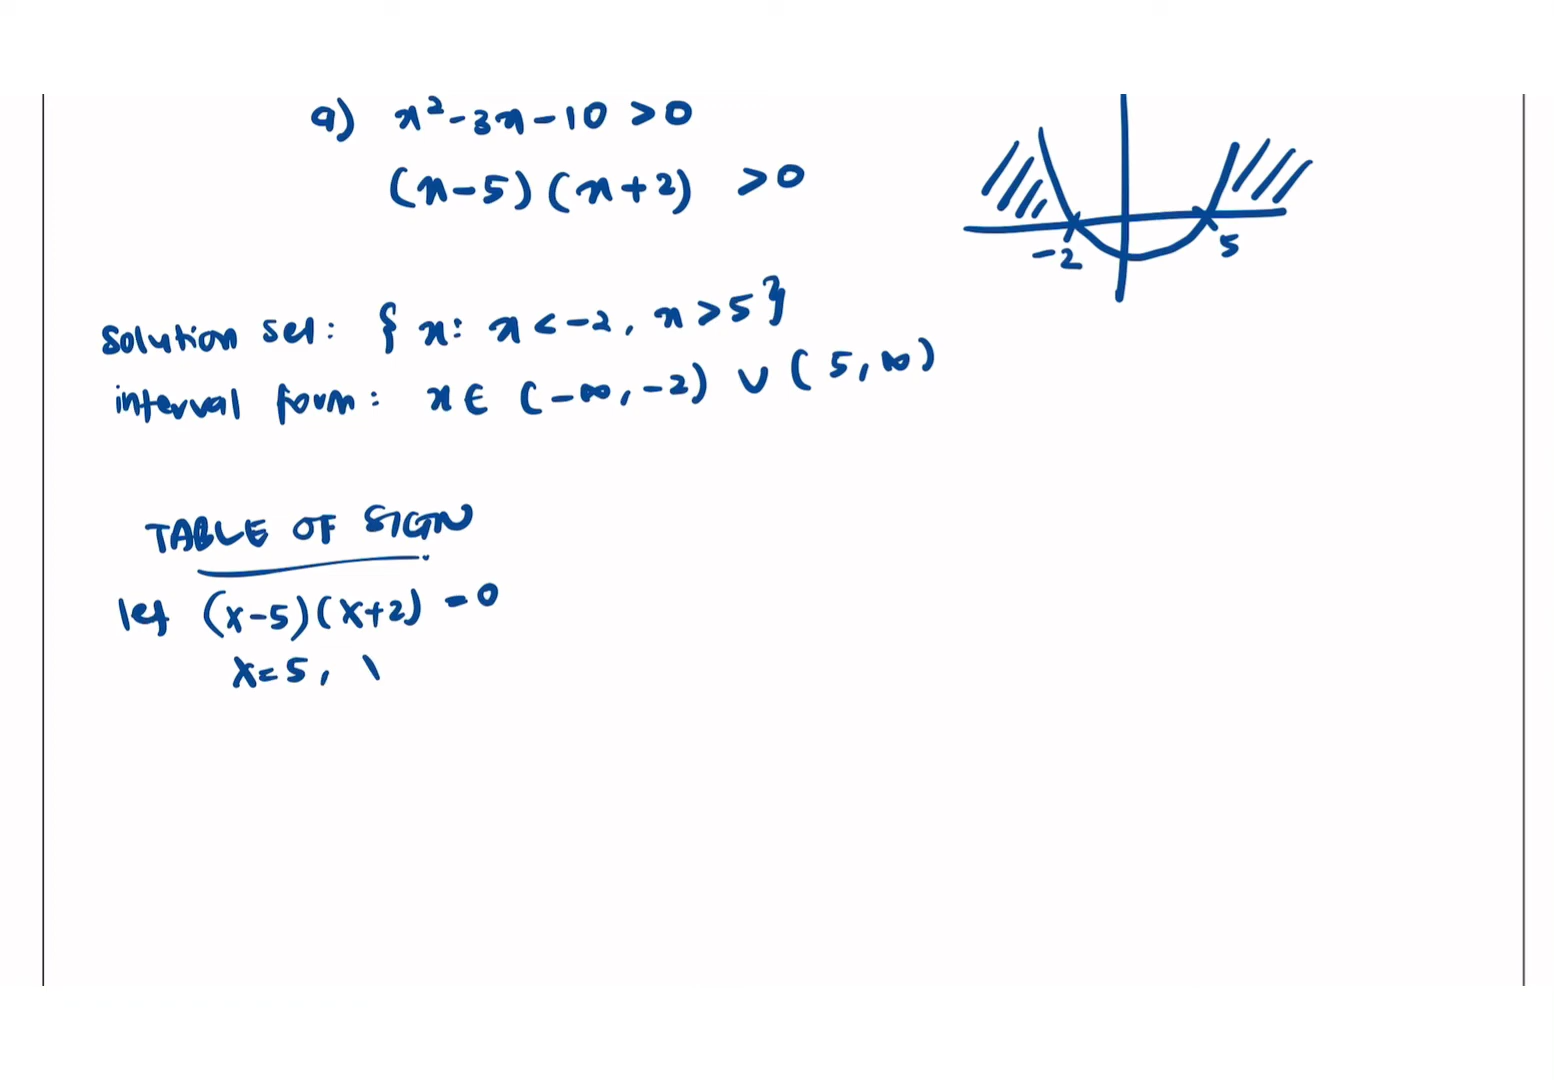 a) x²-3x-10 >0
(x-5)(x+2) >0
-2
5
Solution set: { x: x<-2, x>5}
interval form: x∈ (-∞,-2) ∪ (5,∞)
TABLE OF SIGN
let (x-5)(x+2) =0
x=5, \